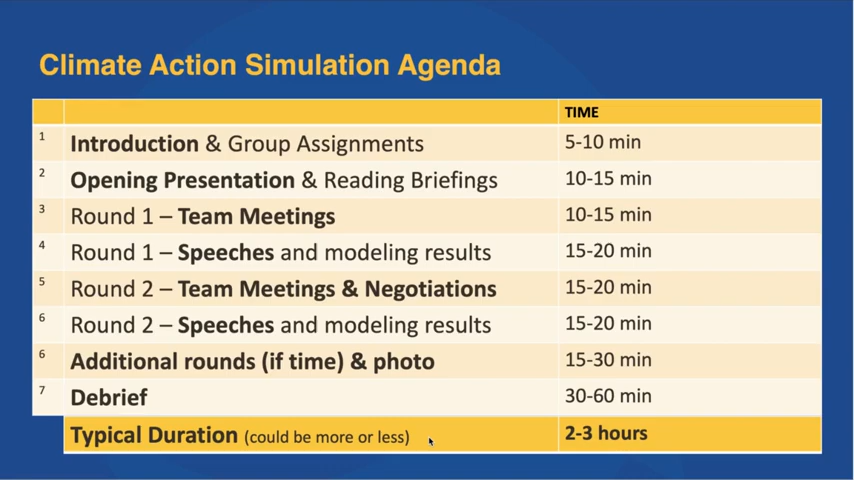 Climate Action Simulation Agenda
TIME
1 Introduction & Group Assignments 5-10 min
2 Opening Presentation & Reading Briefings 10-15 min
3 Round 1 – Team Meetings 10-15 min
4 Round 1 – Speeches and modeling results 15-20 min
5 Round 2 – Team Meetings & Negotiations 15-20 min
6 Round 2 – Speeches and modeling results 15-20 min
6 Additional rounds (if time) & photo 15-30 min
7 Debrief 30-60 min
Typical Duration (could be more or less) 2-3 hours